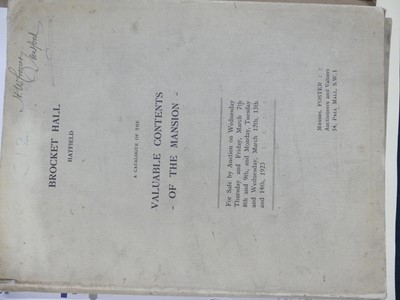 BROCKET HALL
HATFIELD
A CATALOGUE OF THE
VALUABLE CONTENTS
- OF THE MANSION -
For Sale by Auction on Wednesday
Thursday and Friday, March 7th
8th and 9th, and Monday, Tuesday
and Wednesday, March 12th, 13th
and 14th, 1923
Messrs. FOSTER
Auctioneers and Valuers
54, PALL MALL, S.W. 1